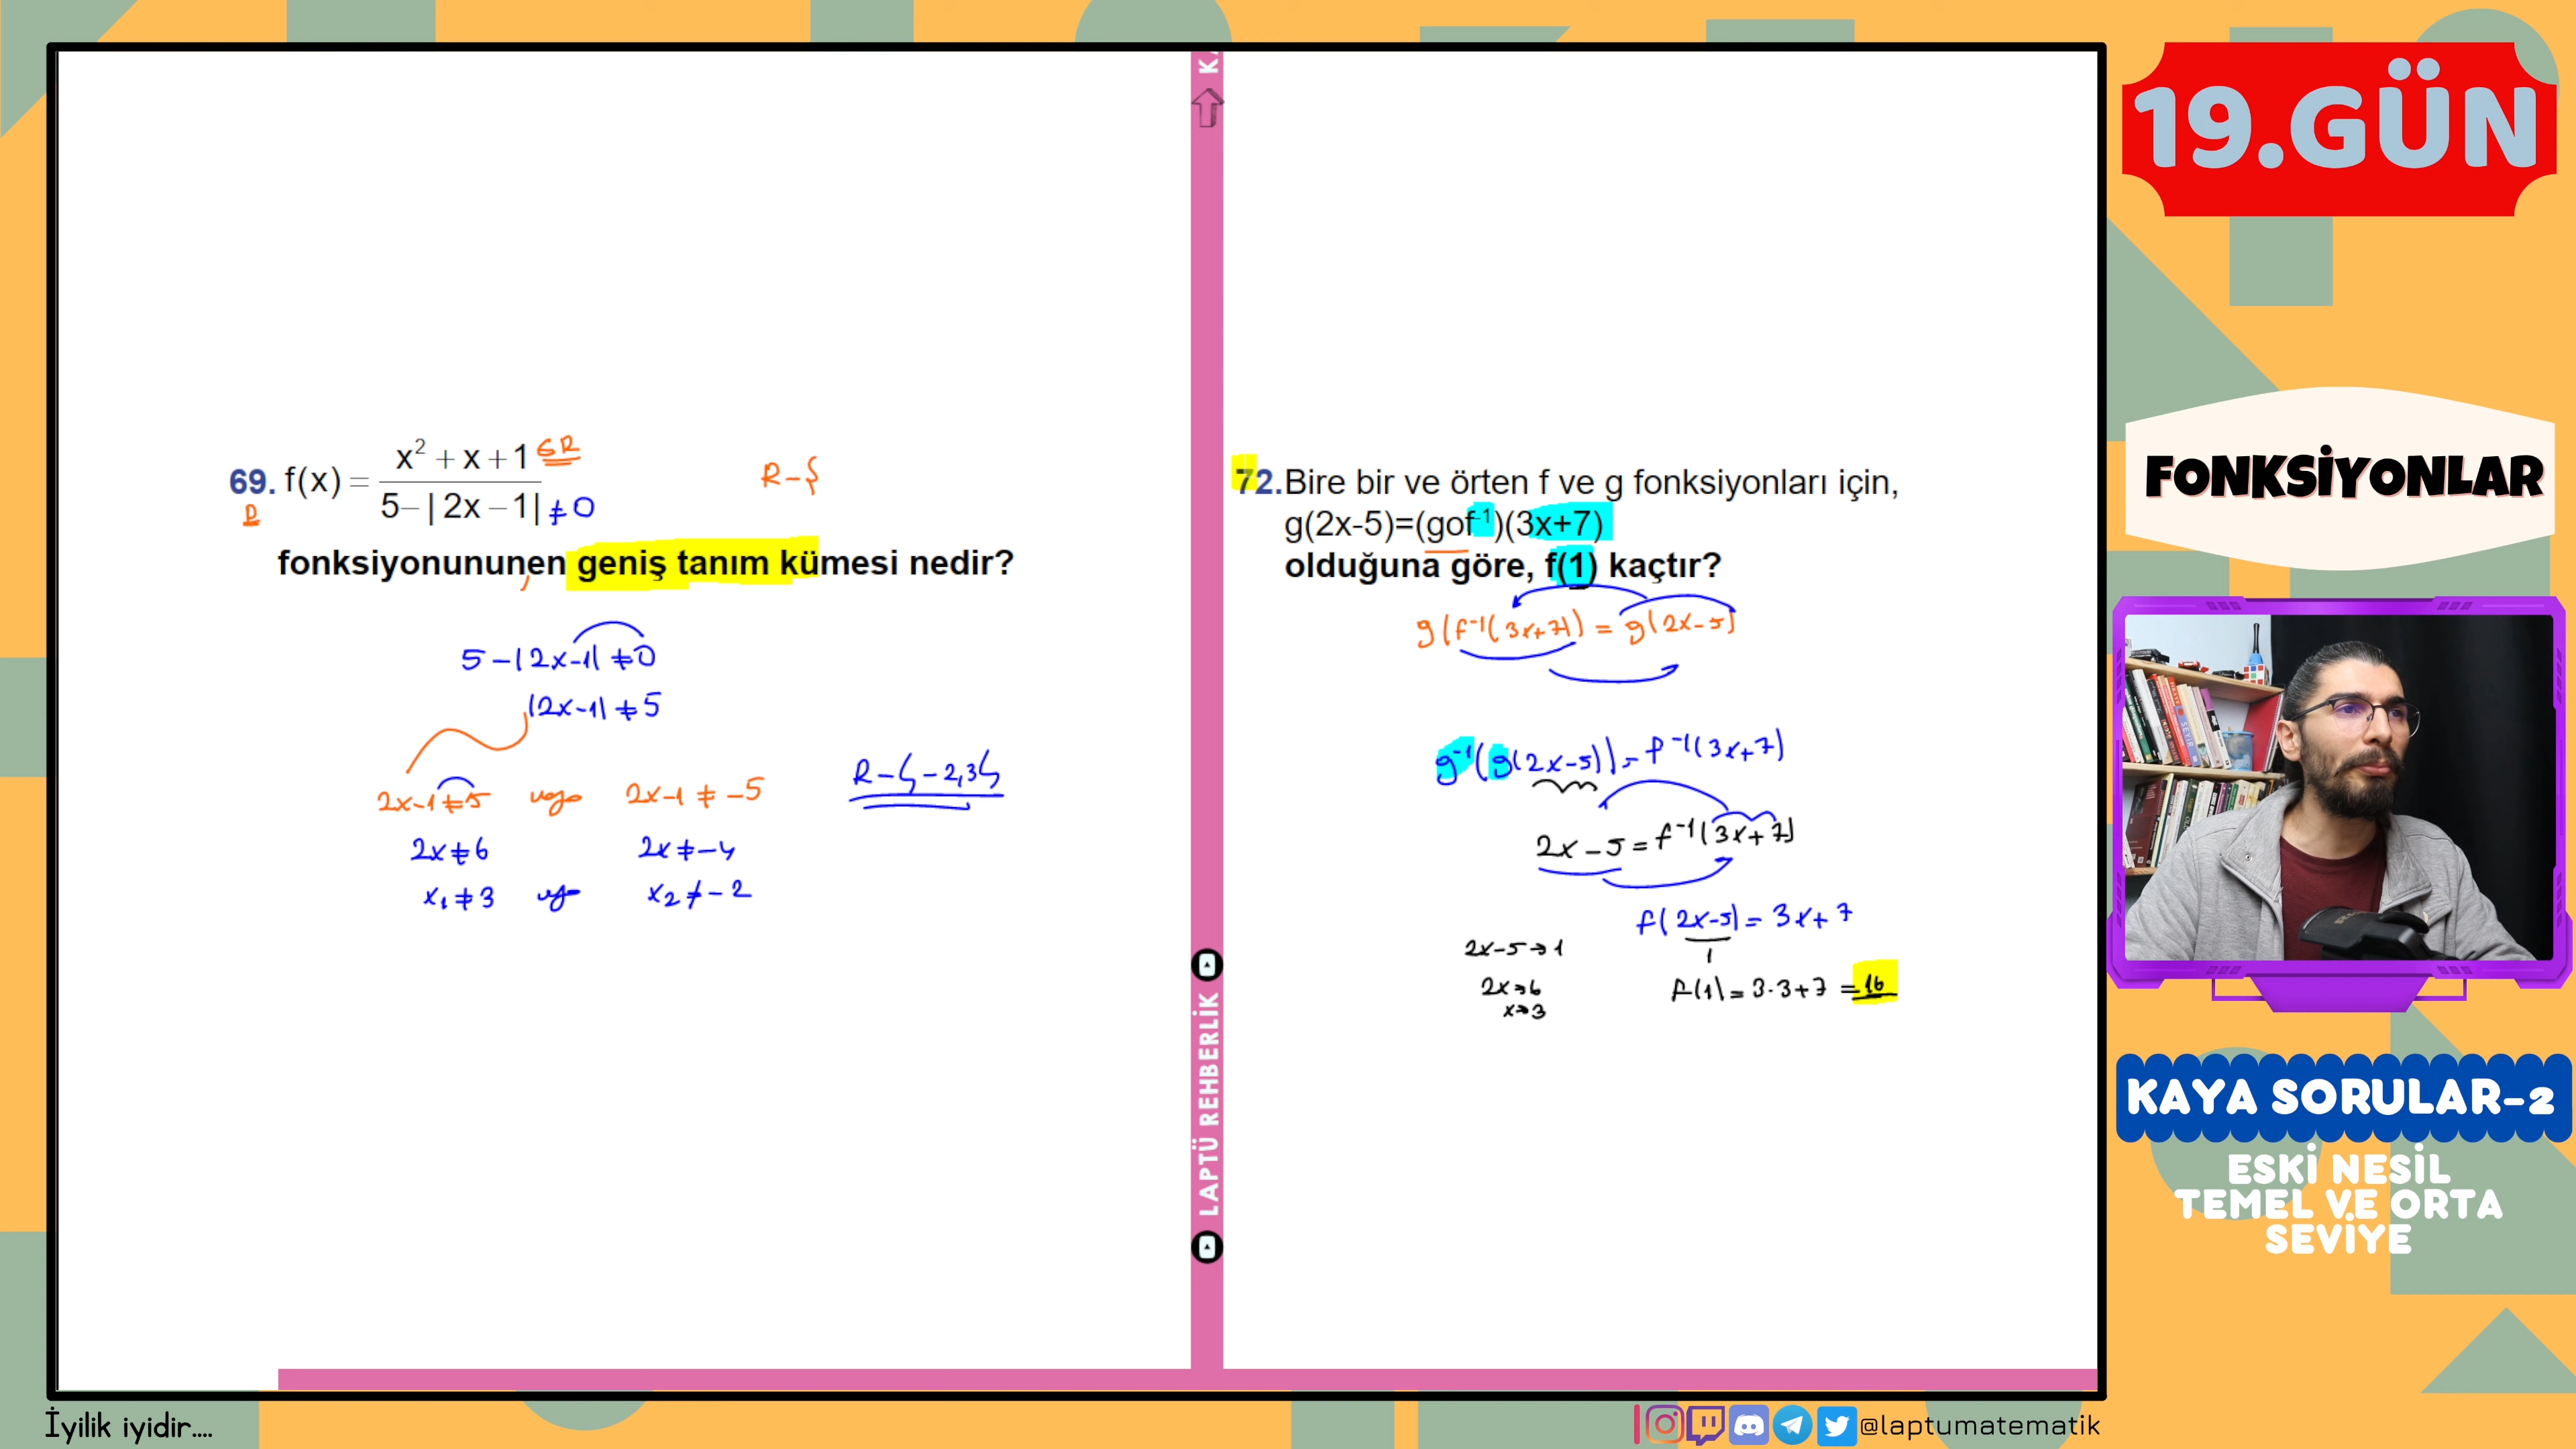 19.GÜN
FONKSİYONLAR
KAYA SORULAR-2
ESKİ NESİL
TEMEL VE ORTA
SEVİYE
69. f(x) = x² + x + 1 / 5–|2x – 1| ≠ 0
∈R
R
R-{
fonksiyonununen geniş tanım kümesi nedir?
5-|2x-1| ≠0
|2x-1| ≠ 5
2x-1≠5 veya 2x-1 ≠ -5
2x≠6 2x≠-4
x₁≠3 veya x₂≠-2
R-{-2,3}
LAPTÜ REHBERLİK
72.Bire bir ve örten f ve g fonksiyonları için,
g(2x-5)=(gof⁻¹)(3x+7)
olduğuna göre, f(1) kaçtır?
g(f⁻¹(3x+7)) = g(2x-5)
g⁻¹(g(2x-5))=f⁻¹(3x+7)
2x-5=f⁻¹(3x+7)
f(2x-5)=3x+7
1
2x-5→1
2x→6
x→3
f(1)=3·3+7=16
İyilik iyidir....
@laptumatematik